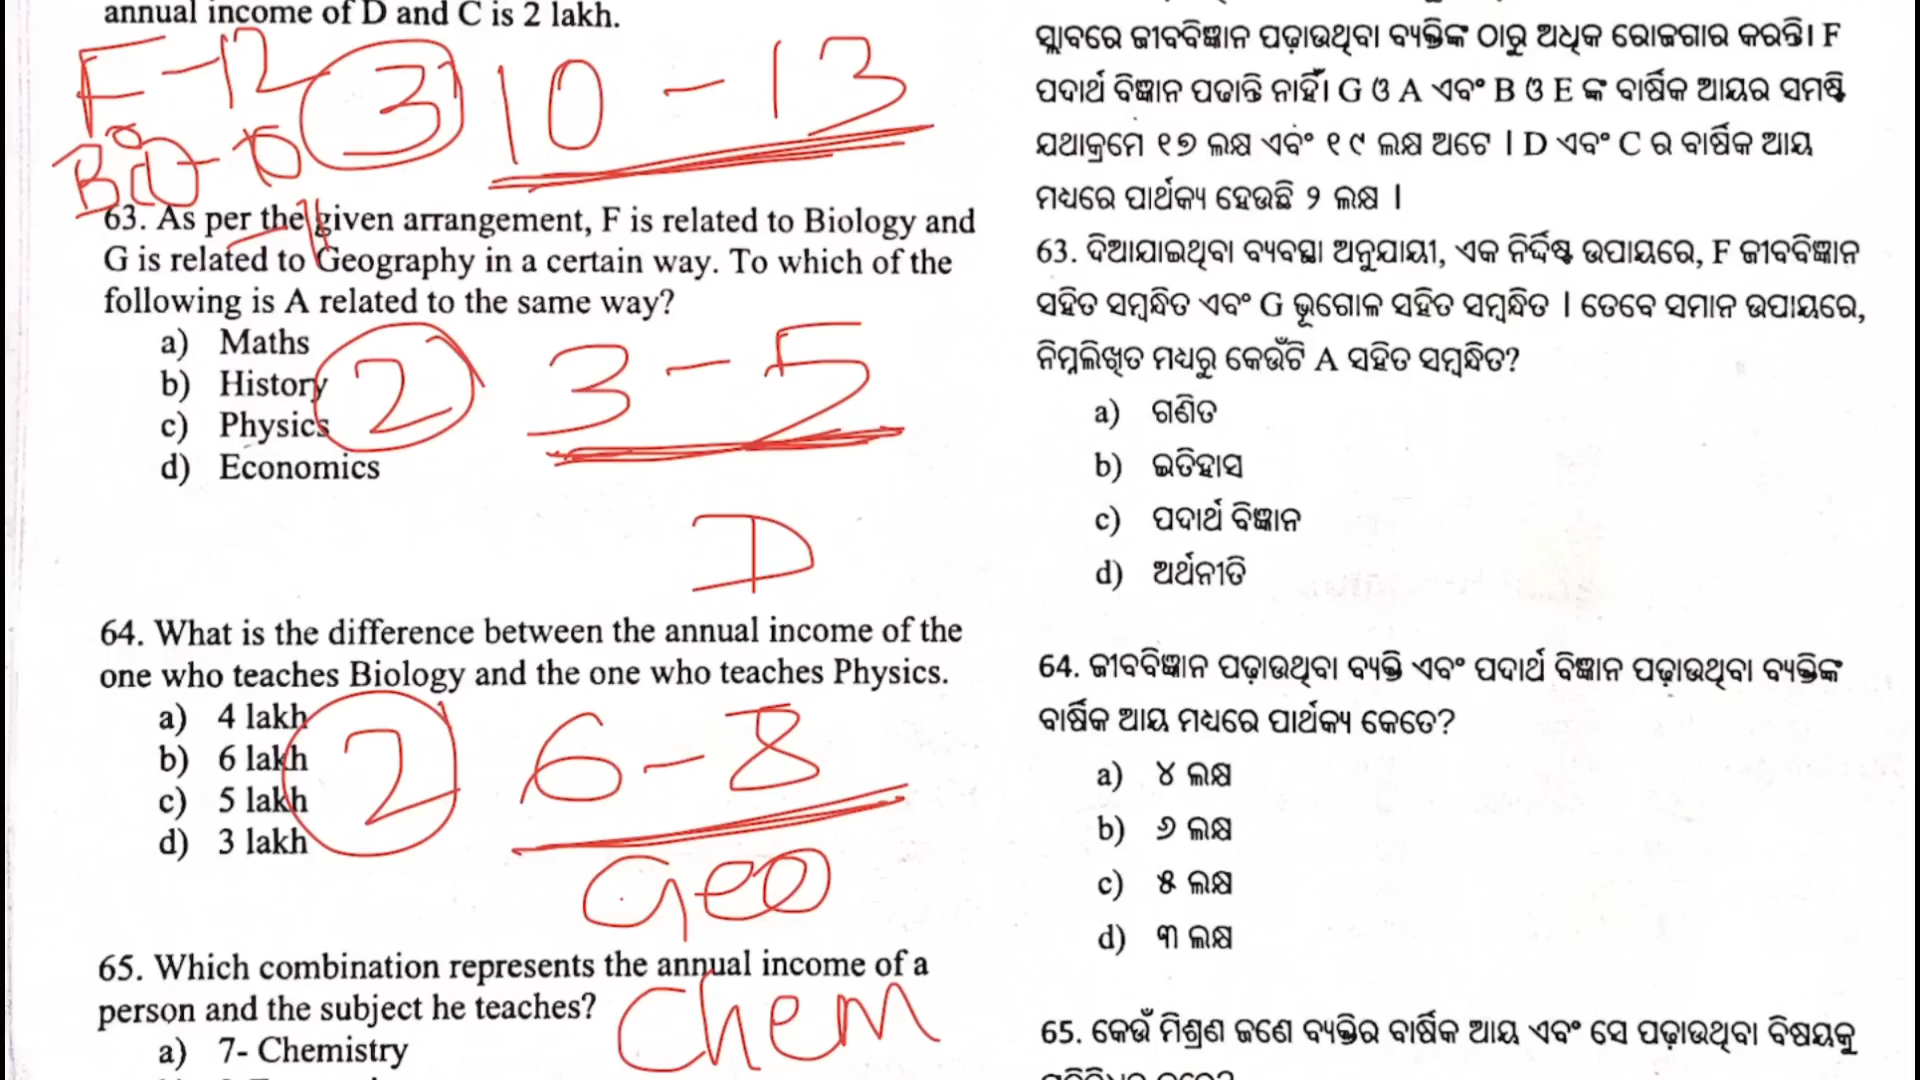 annual income of D and C is 2 lakh.
F - 12
3
10 - 13
Bio - 10
- 11
63. As per the given arrangement, F is related to Biology and
G is related to Geography in a certain way. To which of the
following is A related to the same way?
a) Maths
b) History
c) Physics
d) Economics
2
3 - 5
D
64. What is the difference between the annual income of the
one who teaches Biology and the one who teaches Physics.
a) 4 lakh
b) 6 lakh
c) 5 lakh
d) 3 lakh
2
6 - 8
Geo
65. Which combination represents the annual income of a
person and the subject he teaches?
Chem
a) 7- Chemistry
ସ୍ଲାବରେ ଜୀବବିଜ୍ଞାନ ପଢ଼ାଉଥିବା ବ୍ୟକ୍ତିଙ୍କ ଠାରୁ ଅଧିକ ରୋଜଗାର କରନ୍ତି। F
ପଦାର୍ଥ ବିଜ୍ଞାନ ପଢାନ୍ତି ନାହିଁ। G ଓ A ଏବଂ B ଓ E ଙ୍କ ବାର୍ଷିକ ଆୟର ସମଷ୍ଟି
ଯଥାକ୍ରମେ ୧୭ ଲକ୍ଷ ଏବଂ ୧୯ ଲକ୍ଷ ଅଟେ । D ଏବଂ C ର ବାର୍ଷିକ ଆୟ
ମଧ୍ୟରେ ପାର୍ଥକ୍ୟ ହେଉଛି ୨ ଲକ୍ଷ ।
63. ଦିଆଯାଇଥିବା ବ୍ୟବସ୍ଥା ଅନୁଯାୟୀ, ଏକ ନିର୍ଦ୍ଦିଷ୍ଟ ଉପାୟରେ, F ଜୀବବିଜ୍ଞାନ
ସହିତ ସମ୍ବନ୍ଧିତ ଏବଂ G ଭୂଗୋଳ ସହିତ ସମ୍ବନ୍ଧିତ । ତେବେ ସମାନ ଉପାୟରେ,
ନିମ୍ନଲିଖିତ ମଧ୍ୟରୁ କେଉଁଟି A ସହିତ ସମ୍ବନ୍ଧିତ?
a) ଗଣିତ
b) ଇତିହାସ
c) ପଦାର୍ଥ ବିଜ୍ଞାନ
d) ଅର୍ଥନୀତି
64. ଜୀବବିଜ୍ଞାନ ପଢ଼ାଉଥିବା ବ୍ୟକ୍ତି ଏବଂ ପଦାର୍ଥ ବିଜ୍ଞାନ ପଢ଼ାଉଥିବା ବ୍ୟକ୍ତିଙ୍କ
ବାର୍ଷିକ ଆୟ ମଧ୍ୟରେ ପାର୍ଥକ୍ୟ କେତେ?
a) ୪ ଲକ୍ଷ
b) ୬ ଲକ୍ଷ
c) ୫ ଲକ୍ଷ
d) ୩ ଲକ୍ଷ
65. କେଉଁ ମିଶ୍ରଣ ଜଣେ ବ୍ୟକ୍ତିର ବାର୍ଷିକ ଆୟ ଏବଂ ସେ ପଢ଼ାଉଥିବା ବିଷୟକୁ